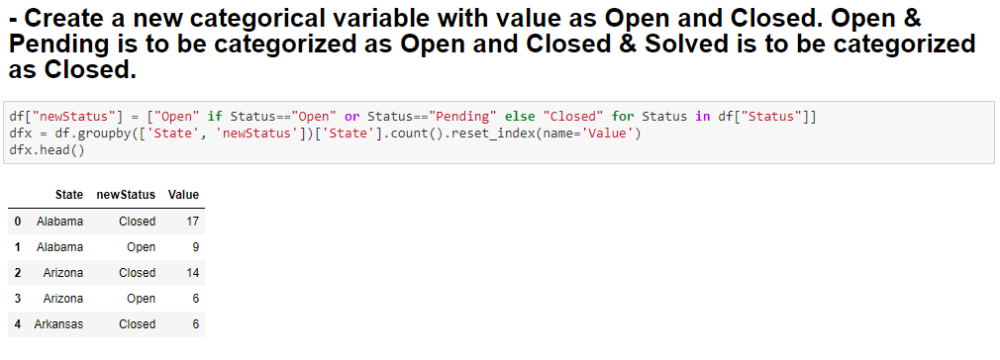 - Create a new categorical variable with value as Open and Closed. Open &
Pending is to be categorized as Open and Closed & Solved is to be categorized
as Closed.
df["newStatus"] = ["Open" if Status=="Open" or Status=="Pending" else "Closed" for Status in df["Status"]]
dfx = df.groupby(['State', 'newStatus'])['State'].count().reset_index(name='Value')
dfx.head()
State newStatus Value
0 Alabama Closed 17
1 Alabama Open 9
2 Arizona Closed 14
3 Arizona Open 6
4 Arkansas Closed 6